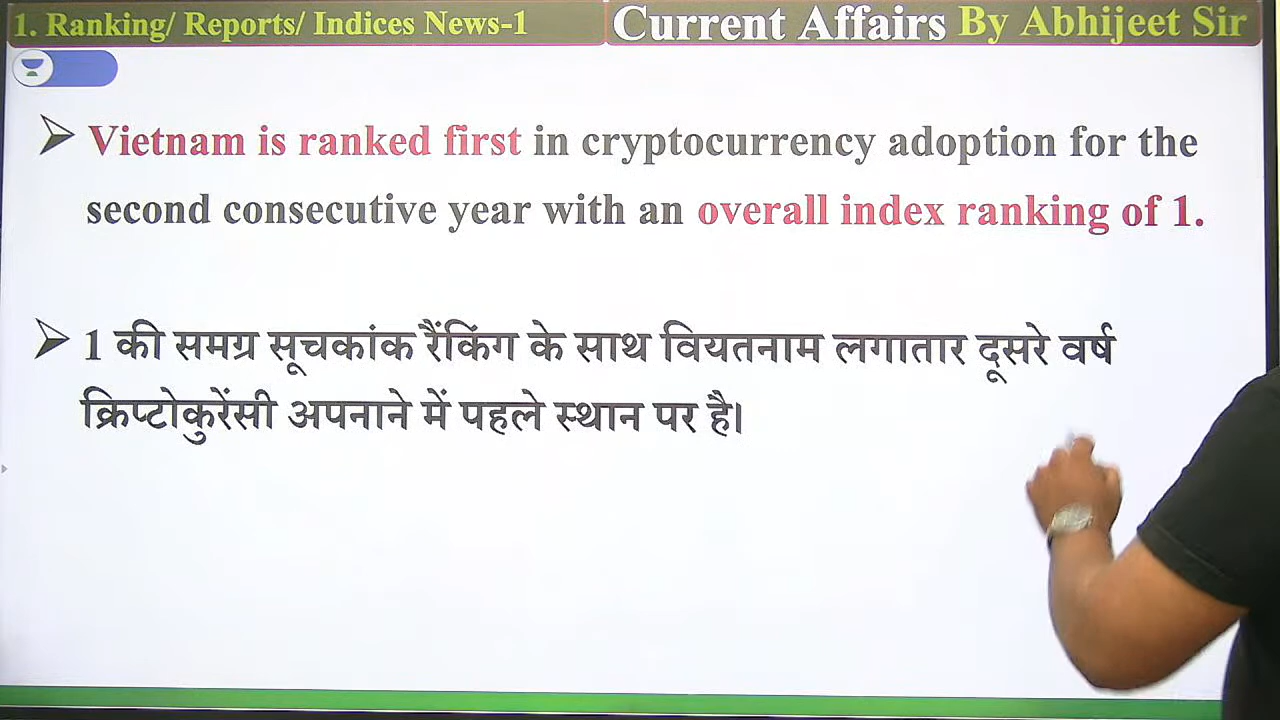 1. Ranking/ Reports/ Indices News-1
Current Affairs By Abhijeet Sir
Vietnam is ranked first in cryptocurrency adoption for the
second consecutive year with an overall index ranking of 1.
1 की समग्र सूचकांक रैंकिंग के साथ वियतनाम लगातार दूसरे वर्ष
क्रिप्टोकुरेंसी अपनाने में पहले स्थान पर है।